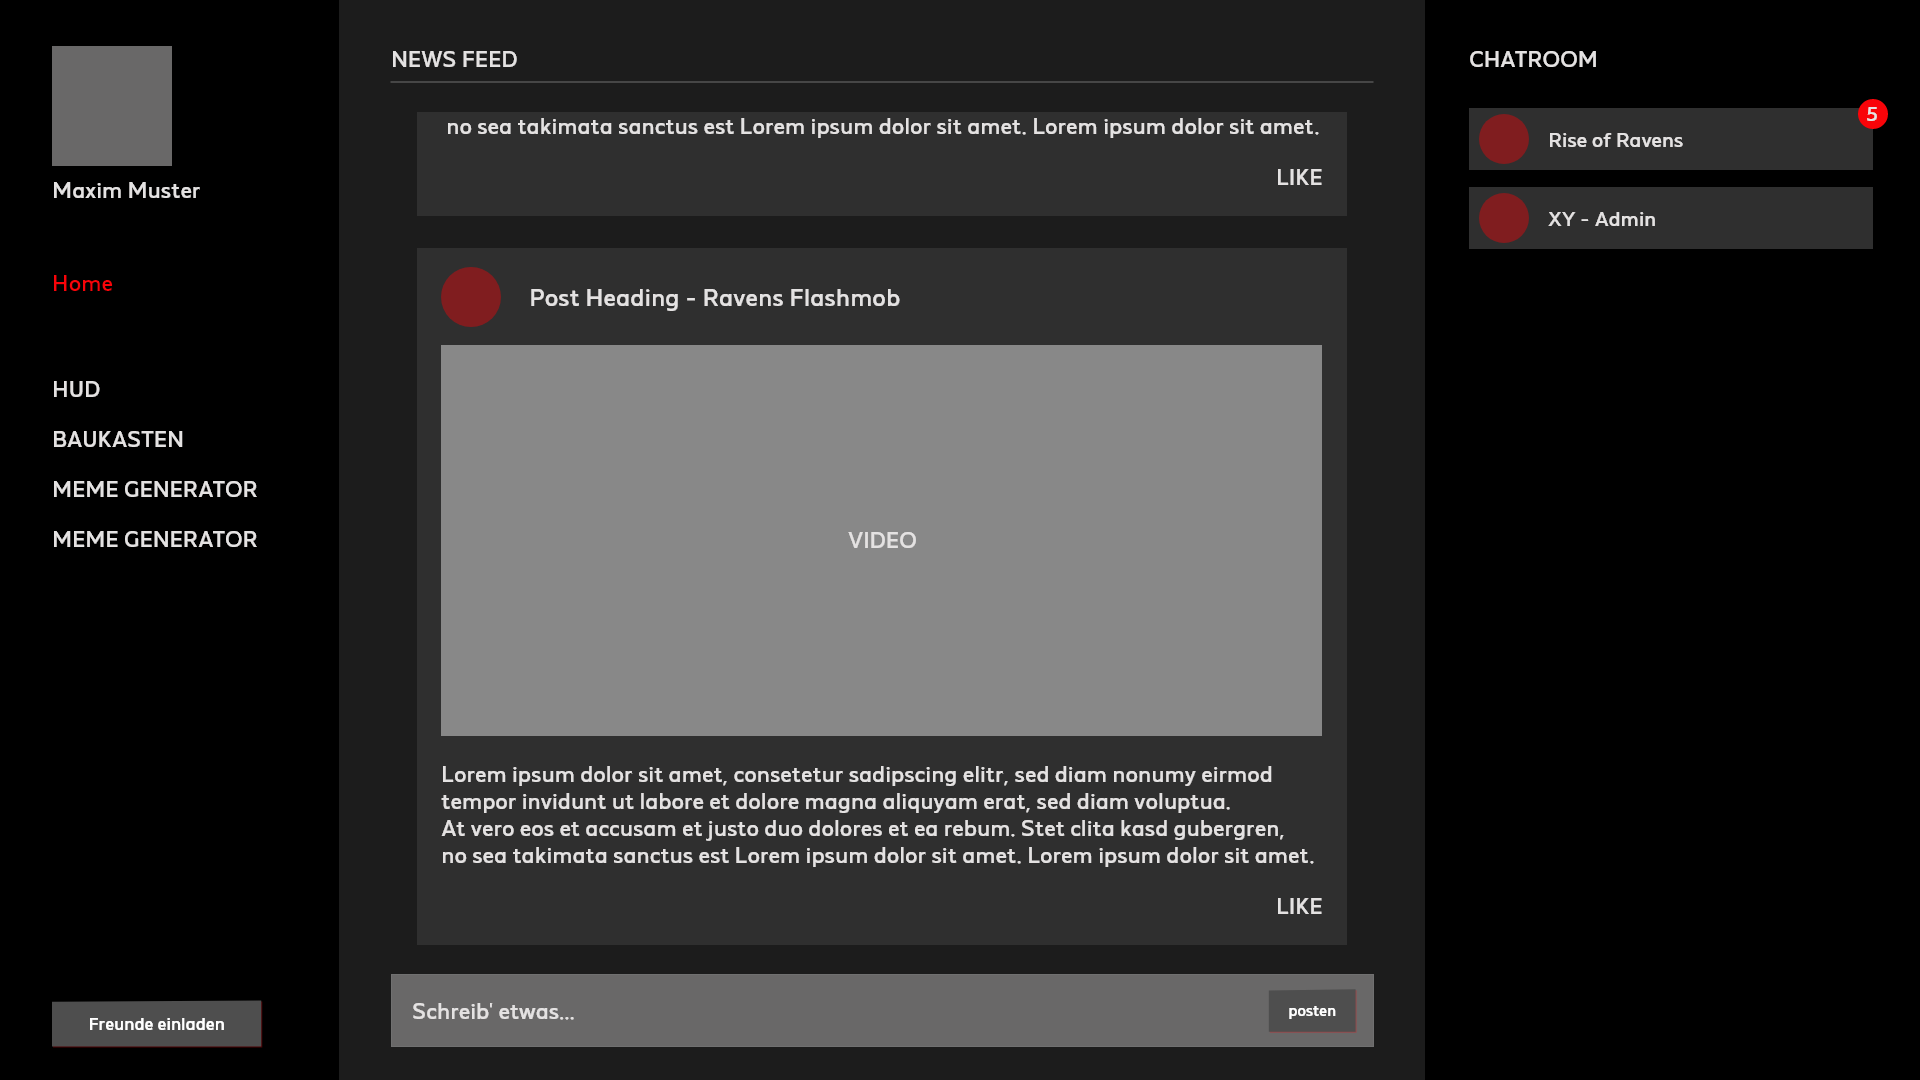 Maxim Muster
Home
HUD
BAUKASTEN
MEME GENERATOR
MEME GENERATOR
Freunde einladen
NEWS FEED
no sea takimata sanctus est Lorem ipsum dolor sit amet. Lorem ipsum dolor sit amet.
LIKE
Post Heading - Ravens Flashmob
VIDEO
Lorem ipsum dolor sit amet, consetetur sadipscing elitr, sed diam nonumy eirmod
tempor invidunt ut labore et dolore magna aliquyam erat, sed diam voluptua.
At vero eos et accusam et justo duo dolores et ea rebum. Stet clita kasd gubergren,
no sea takimata sanctus est Lorem ipsum dolor sit amet. Lorem ipsum dolor sit amet.
LIKE
Schreib' etwas...
posten
CHATROOM
5
Rise of Ravens
XY - Admin